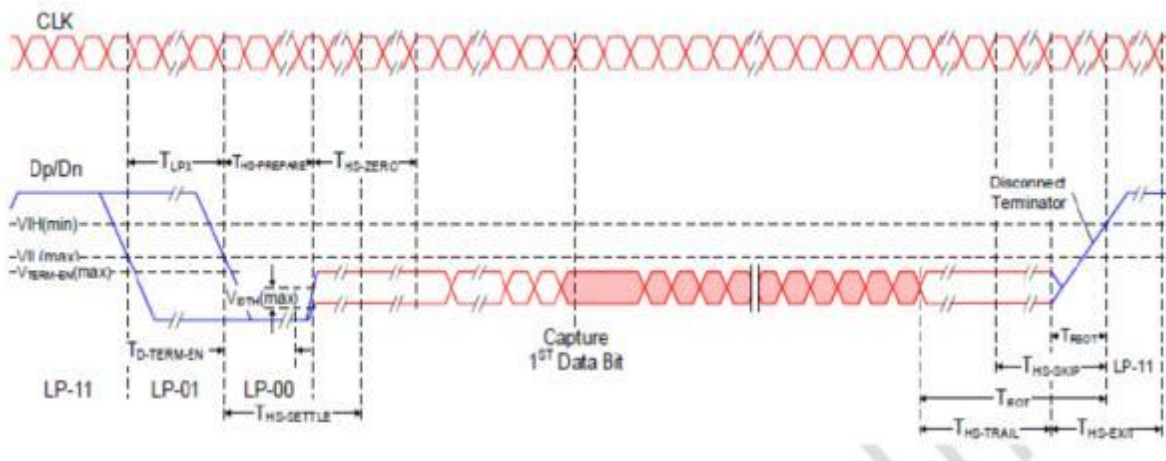 CLK
Dp/Dn
TLPX
THS-PREPARE
THS-ZERO
Disconnect
Terminator
VIH(min)
VIL(max)
VTERM-EN(max)
VIDTH(max)
Capture
1ST Data Bit
TD-TERM-EN
TREOT
LP-11
LP-01
LP-00
THS-SKIP
LP-11
THS-SETTLE
TEOT
THS-TRAIL
THS-EXIT